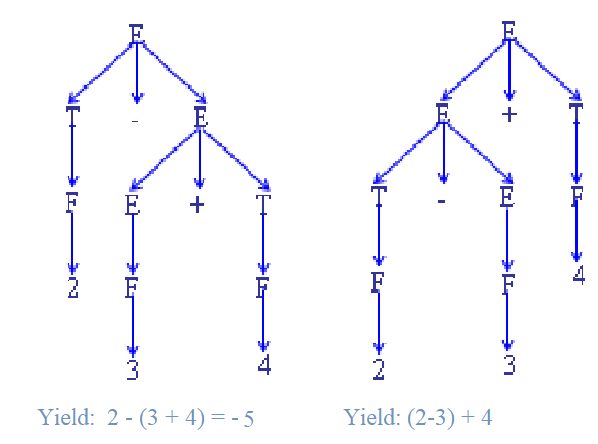 E
T - E
F E + T
2 F F
3 4
Yield: 2 - (3 + 4) = - 5
E
E + T
T - E F
F F 4
2 3
Yield: (2-3) + 4